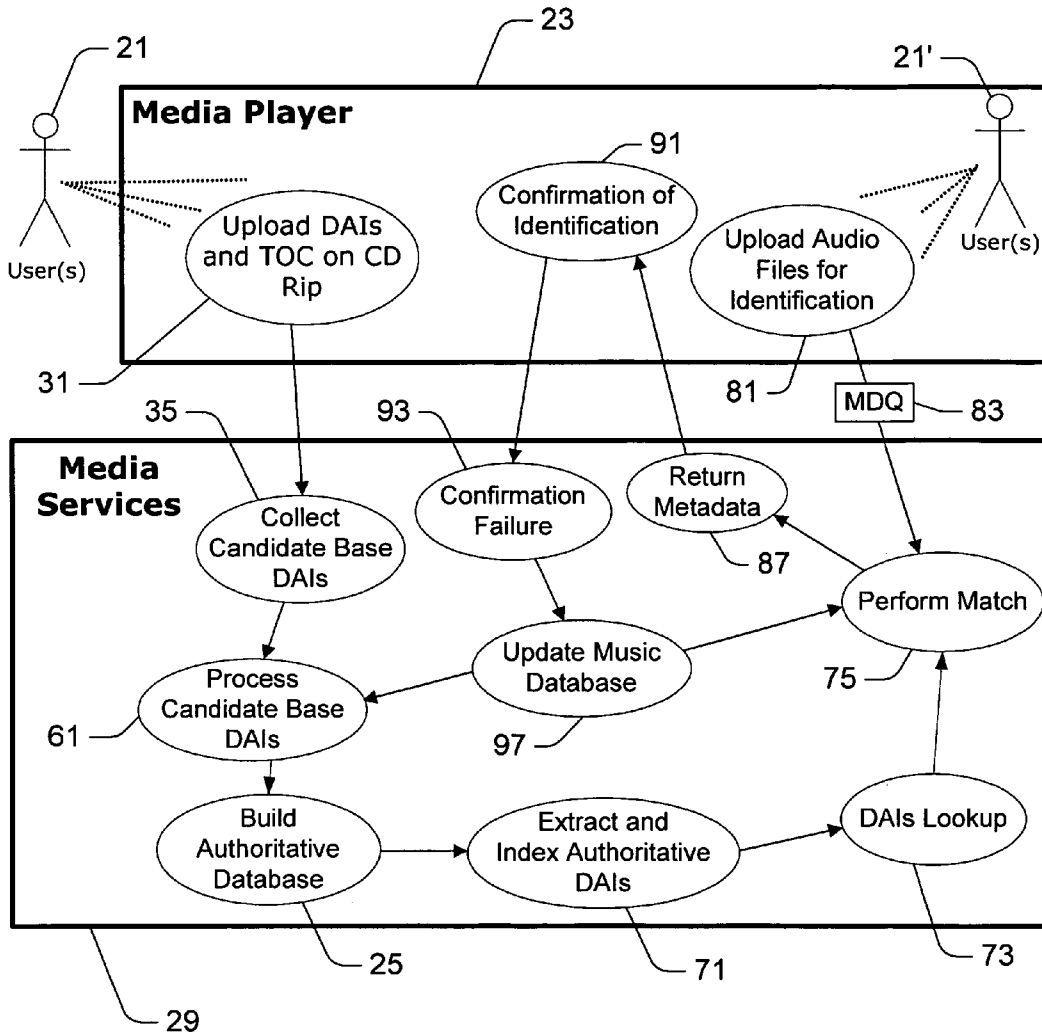 23
21
21'
Media Player
91
Confirmation of
Identification
Upload DAIs
and TOC on CD
Rip
Upload Audio
Files for
Identification
User(s)
User(s)
31
81
MDQ
83
35
93
Media
Services
Collect
Candidate Base
DAIs
Confirmation
Failure
Return
Metadata
87
Perform Match
75
Process
Candidate Base
DAIs
61
Update Music
Database
97
Build
Authoritative
Database
Extract and
Index Authoritative
DAIs
DAIs Lookup
73
25
71
29